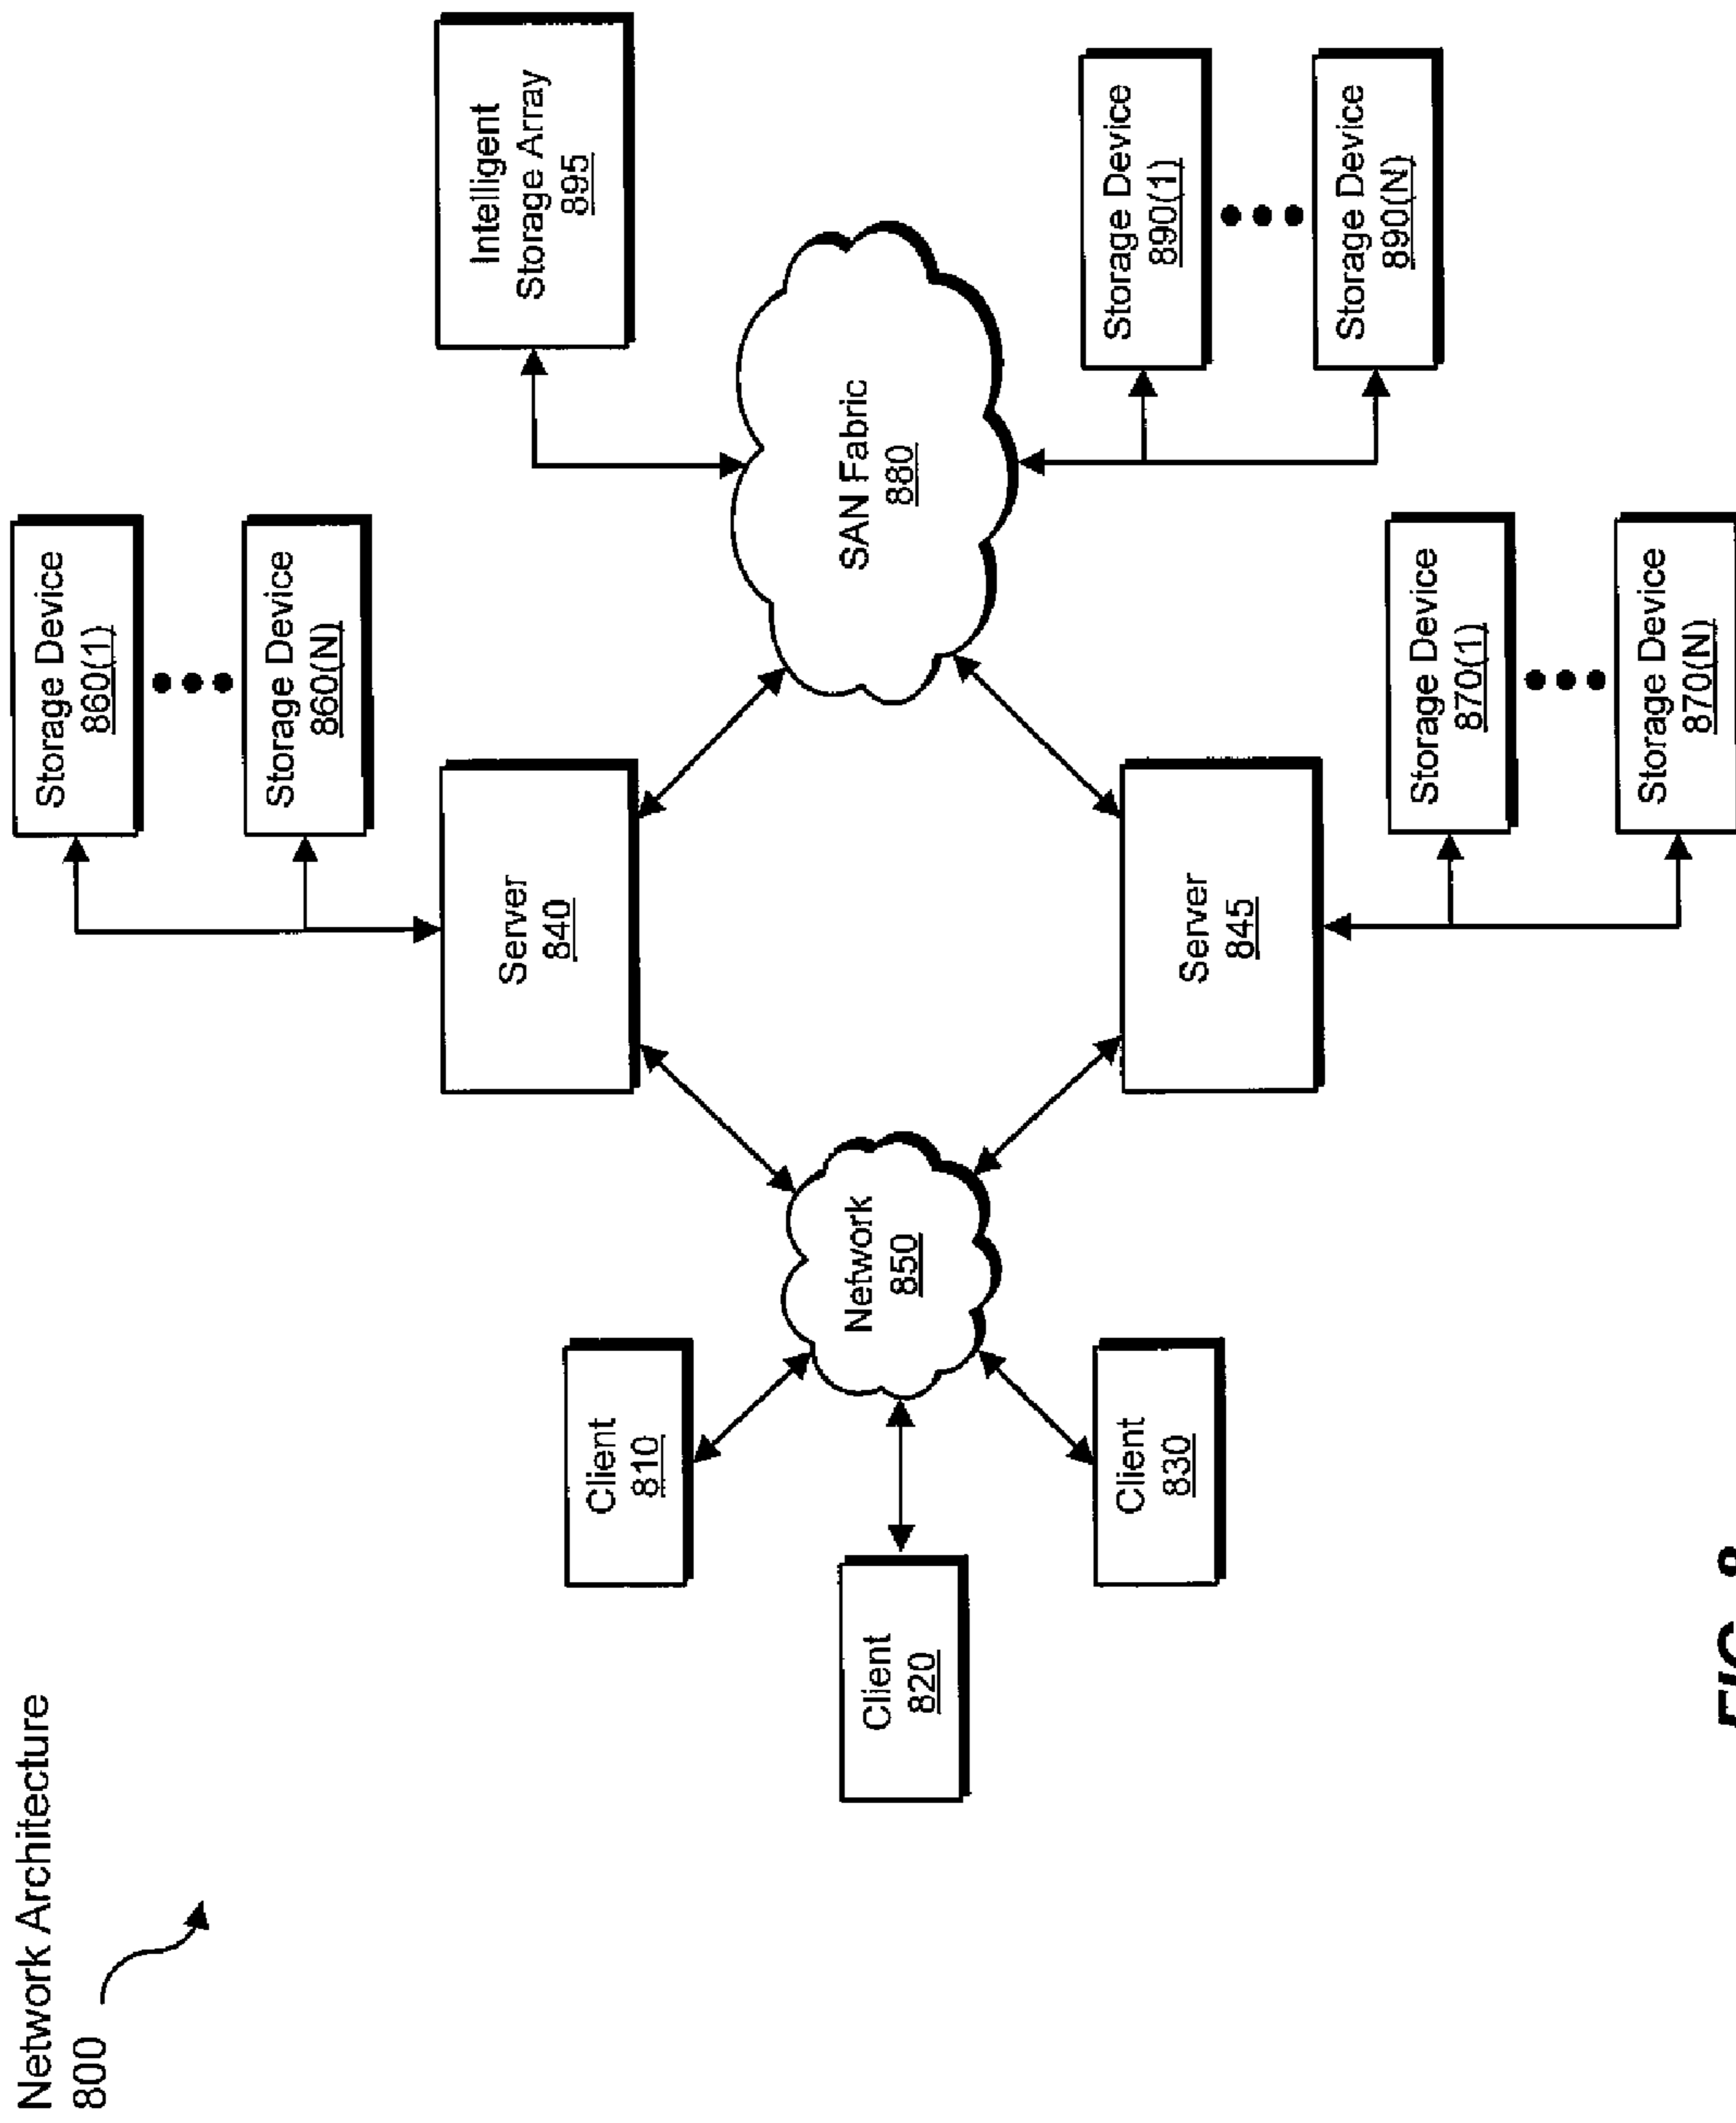 Network Architecture
800
Storage Device
860(1)
Storage Device
860(N)
Intelligent
Storage Array
895
Server
840
Client
810
Client
820
Network
850
SAN Fabric
880
Client
830
Server
845
Storage Device
890(1)
Storage Device
890(N)
Storage Device
870(1)
Storage Device
870(N)
FIG. 8